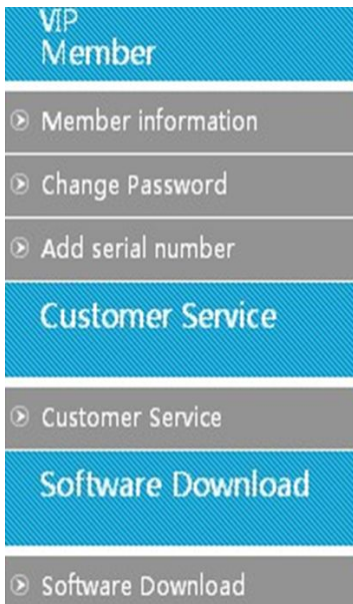 VIP
Member
Member information
Change Password
Add serial number
Customer Service
Customer Service
Software Download
Software Download